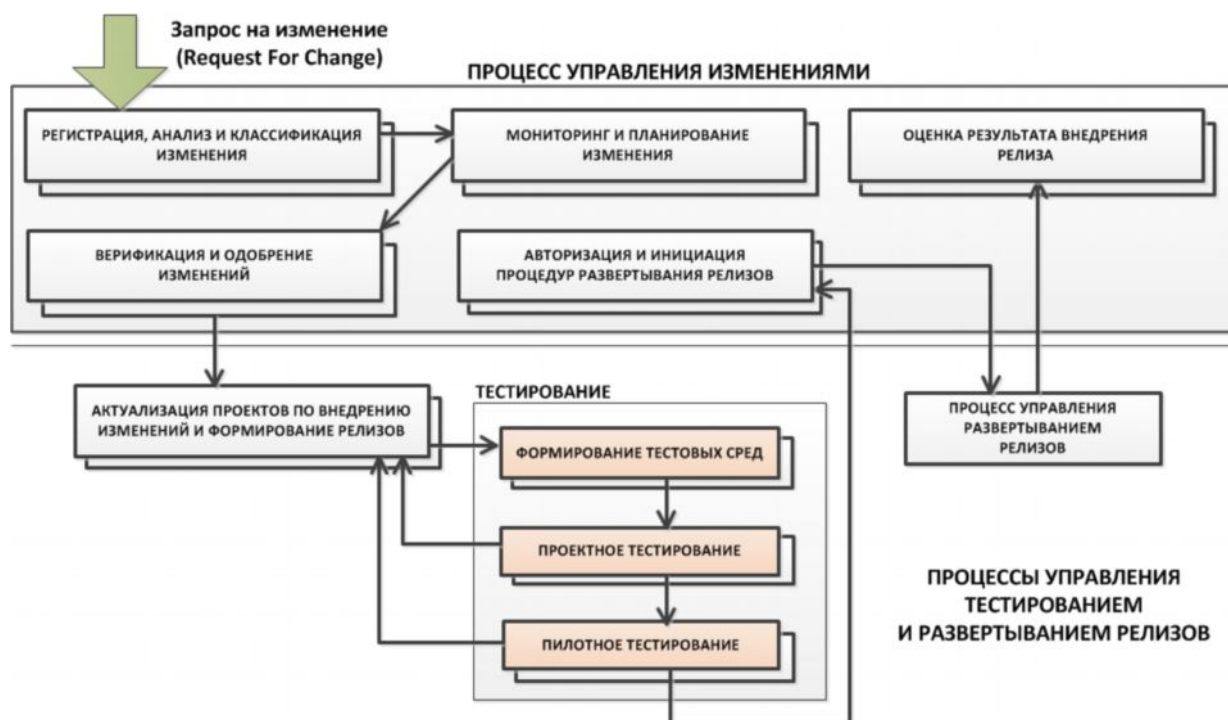 Запрос на изменение
(Request For Change)
ПРОЦЕСС УПРАВЛЕНИЯ ИЗМЕНЕНИЯМИ
РЕГИСТРАЦИЯ, АНАЛИЗ И КЛАССИФИКАЦИЯ
ИЗМЕНЕНИЯ
МОНИТОРИНГ И ПЛАНИРОВАНИЕ
ИЗМЕНЕНИЯ
ОЦЕНКА РЕЗУЛЬТАТА ВНЕДРЕНИЯ
РЕЛИЗА
ВЕРИФИКАЦИЯ И ОДОБРЕНИЕ
ИЗМЕНЕНИЙ
АВТОРИЗАЦИЯ И ИНИЦИАЦИЯ
ПРОЦЕДУР РАЗВЕРТЫВАНИЯ РЕЛИЗОВ
АКТУАЛИЗАЦИЯ ПРОЕКТОВ ПО ВНЕДРЕНИЮ
ИЗМЕНЕНИЙ И ФОРМИРОВАНИЕ РЕЛИЗОВ
ТЕСТИРОВАНИЕ
ФОРМИРОВАНИЕ ТЕСТОВЫХ СРЕД
ПРОЕКТНОЕ ТЕСТИРОВАНИЕ
ПИЛОТНОЕ ТЕСТИРОВАНИЕ
ПРОЦЕСС УПРАВЛЕНИЯ
РАЗВЕРТЫВАНИЕМ
РЕЛИЗОВ
ПРОЦЕССЫ УПРАВЛЕНИЯ
ТЕСТИРОВАНИЕМ
И РАЗВЕРТЫВАНИЕМ РЕЛИЗОВ